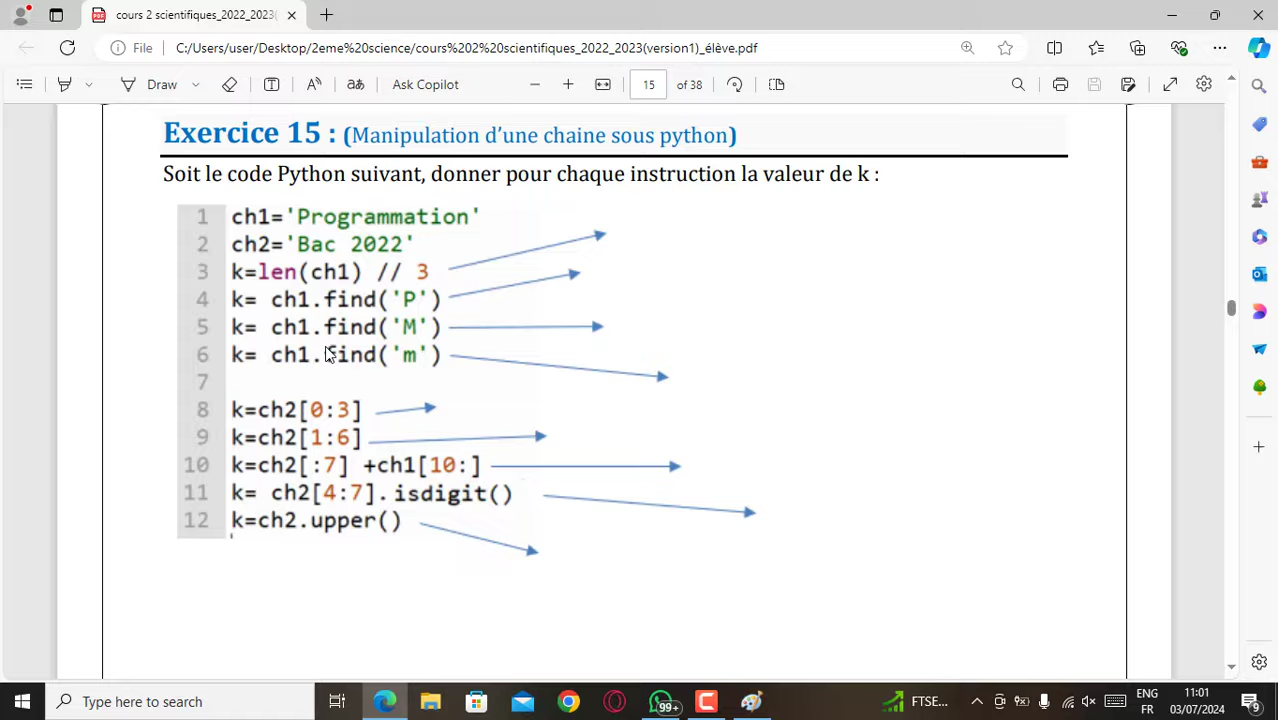 cours 2 scientifiques_2022_2023(
File
C:/Users/user/Desktop/2eme%20science/cours%202%20scientifiques_2022_2023(version1)_élève.pdf
Draw
Ask Copilot
15
of 38
Exercice 15 : (Manipulation d’une chaine sous python)
Soit le code Python suivant, donner pour chaque instruction la valeur de k :
1 ch1='Programmation'
2 ch2='Bac 2022'
3 k=len(ch1) // 3
4 k= ch1.find('P')
5 k= ch1.find('M')
6 k= ch1.find('m')
7
8 k=ch2[0:3]
9 k=ch2[1:6]
10 k=ch2[:7] +ch1[10:]
11 k= ch2[4:7].isdigit()
12 k=ch2.upper()
Type here to search
99+
FTSE...
ENG
FR
11:01
03/07/2024
9